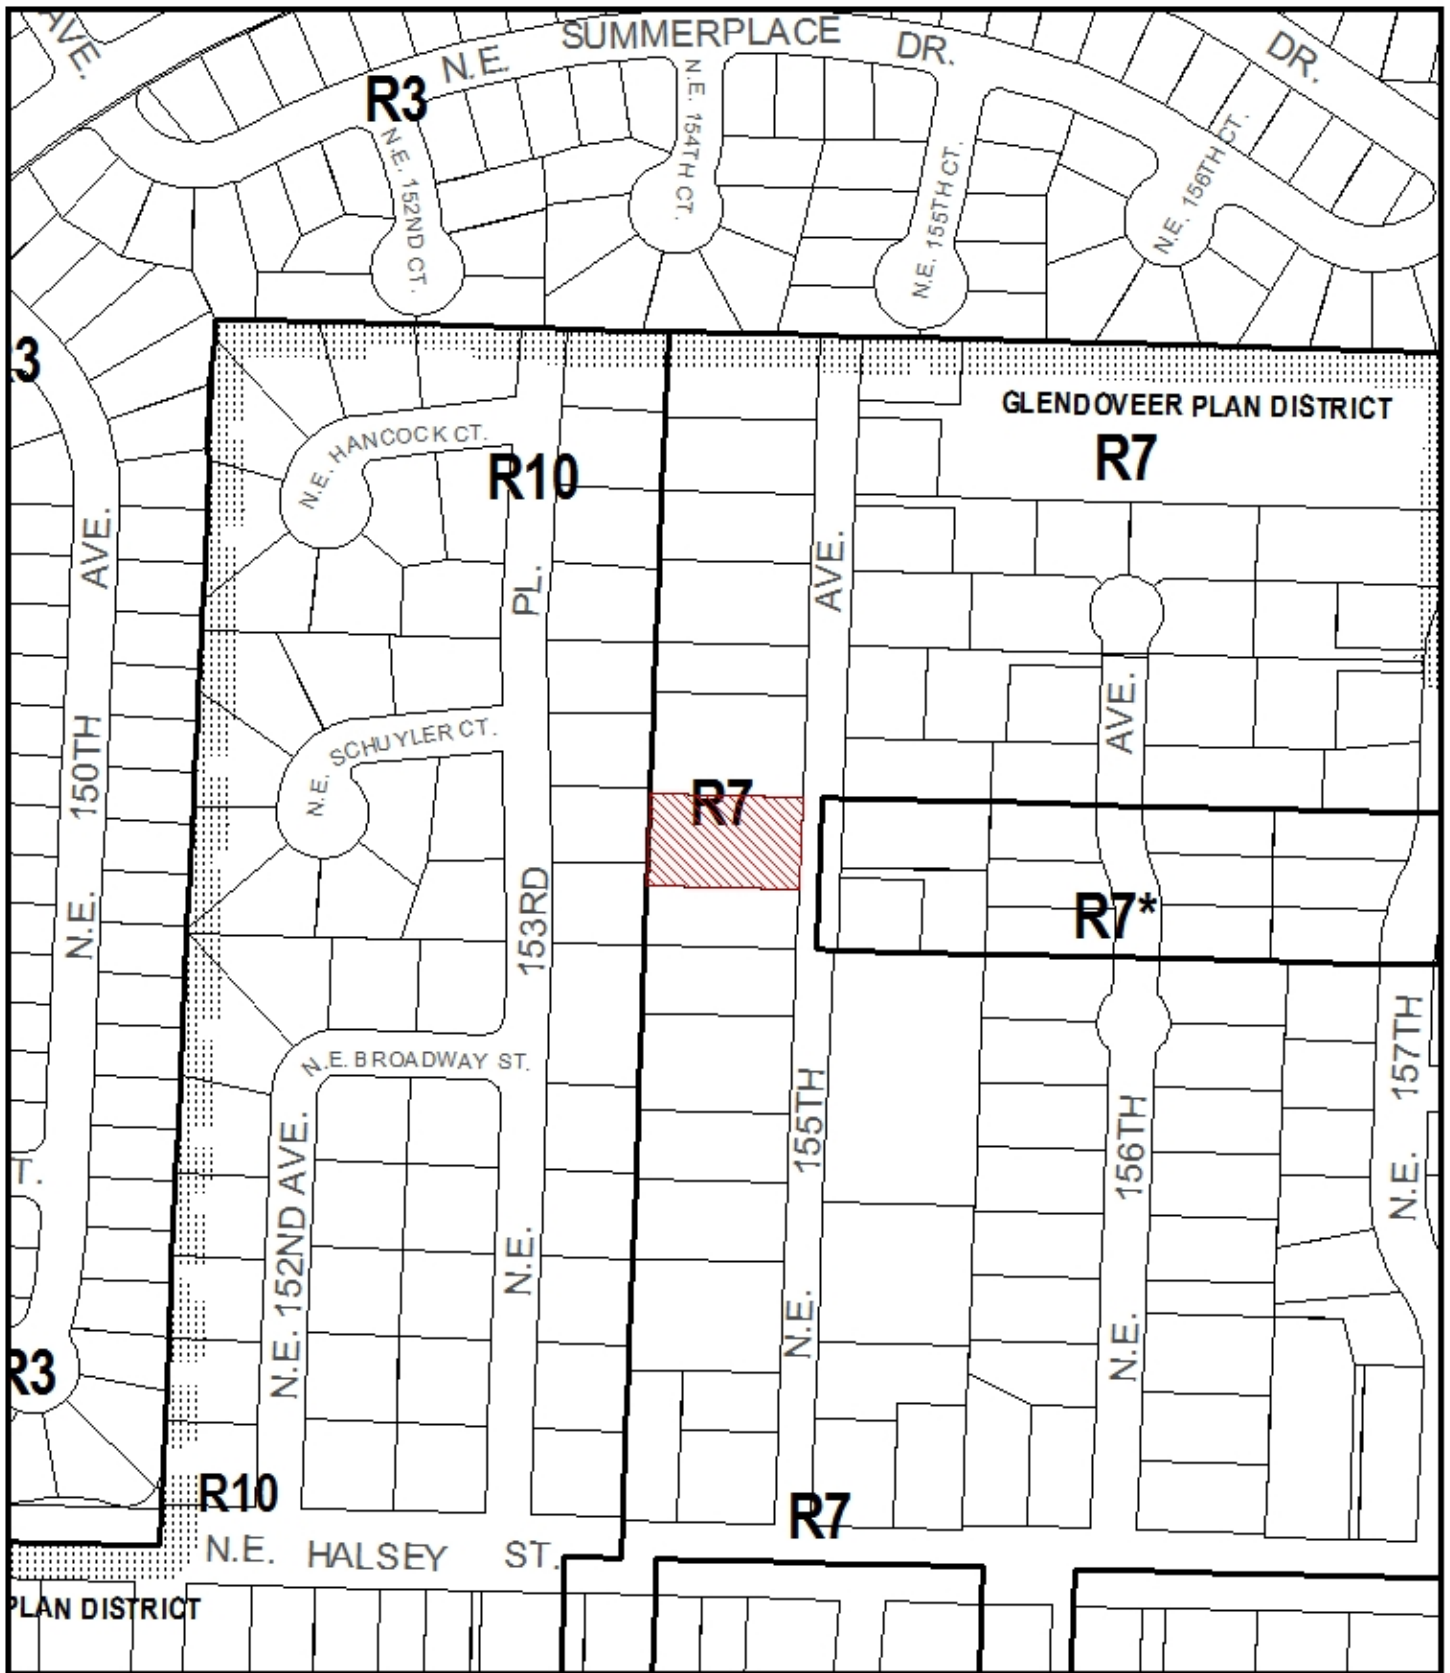 AVE.
N.E. SUMMERPLACE DR.
DR.
R3
N.E. 152ND CT.
N.E. 154TH CT.
N.E. 155TH CT.
N.E. 156TH CT.
R3
GLENDOVEER PLAN DISTRICT
R7
N.E. HANCOCK CT.
R10
N.E. 150TH AVE.
N.E. 153RD PL.
N.E. 155TH AVE.
N.E. 156TH AVE.
N.E. SCHUYLER CT.
R7
R7*
N.E. 157TH
N.E. BROADWAY ST.
T.
N.E. 152ND AVE.
R3
R10
R7
N.E. HALSEY ST.
PLAN DISTRICT